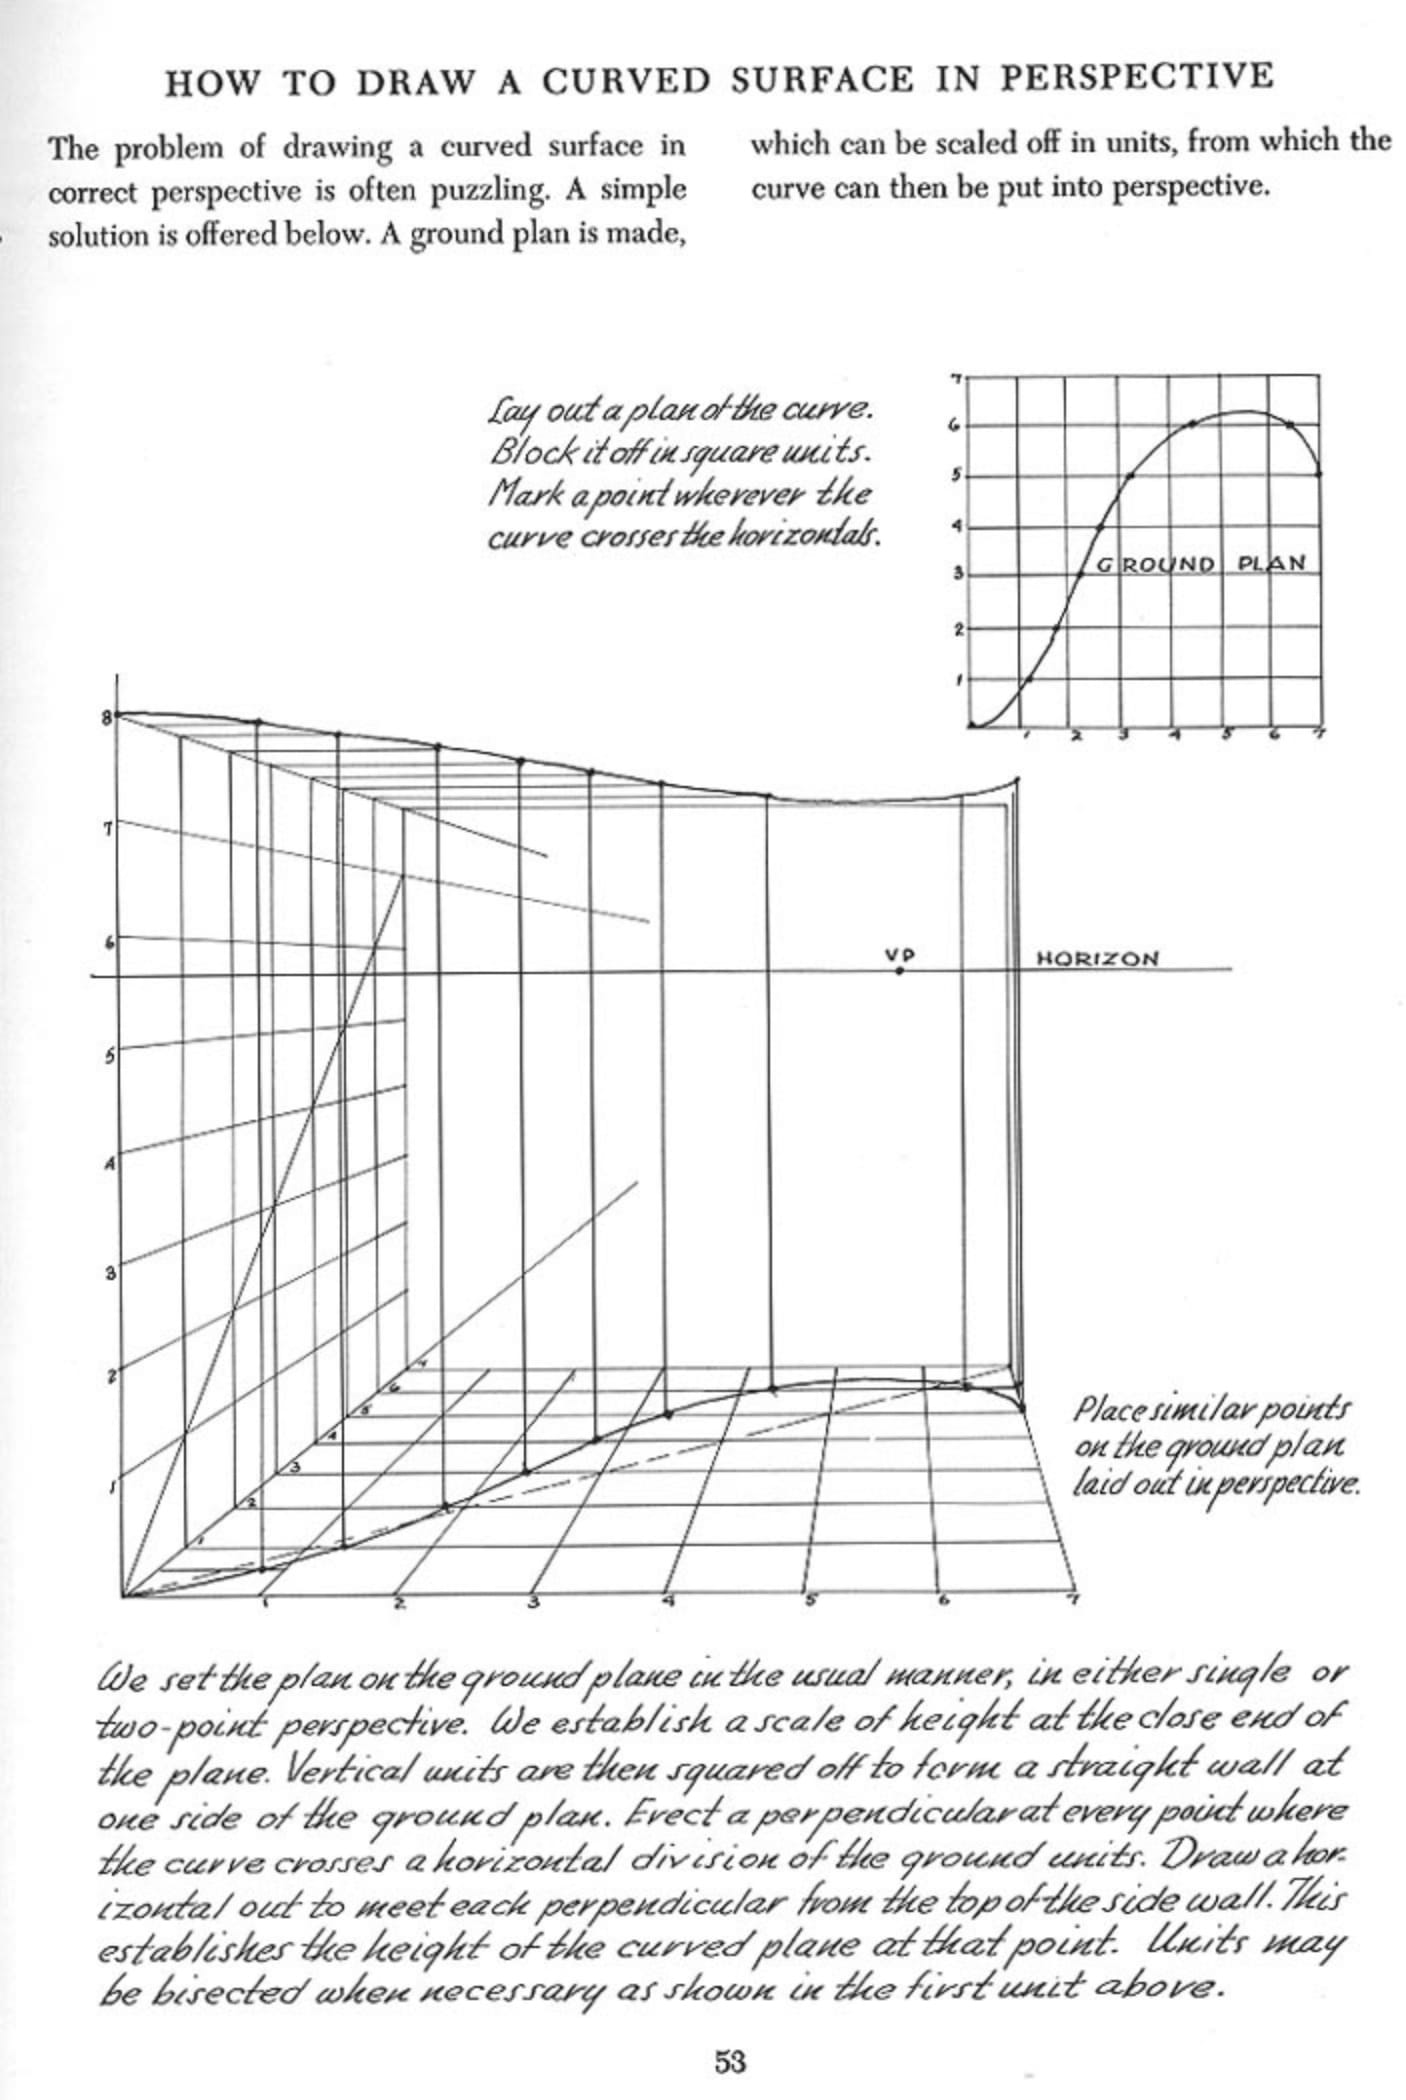 HOW TO DRAW A CURVED SURFACE IN PERSPECTIVE
The problem of drawing a curved surface in
correct perspective is often puzzling. A simple
solution is offered below. A ground plan is made,
which can be scaled off in units, from which the
curve can then be put into perspective.
Lay out a plan of the curve.
Block it off in square units.
Mark a point wherever the
curve crosses the horizontals.
7
6
5
4
3
2
1
GROUND PLAN
1 2 3 4 5 6 7
8
7
6
5
4
3
2
1
VP
HORIZON
7
6
5
4
3
2
1
1 2 3 4 5 6 7
Place similar points
on the ground plan
laid out in perspective.
We set the plan on the ground plane in the usual manner, in either single or
two-point perspective. We establish a scale of height at the close end of
the plane. Vertical units are then squared off to form a straight wall at
one side of the ground plan. Erect a perpendicular at every point where
the curve crosses a horizontal division of the ground units. Draw a hor-
izontal out to meet each perpendicular from the top of the side wall. This
establishes the height of the curved plane at that point. Units may
be bisected when necessary as shown in the first unit above.
53